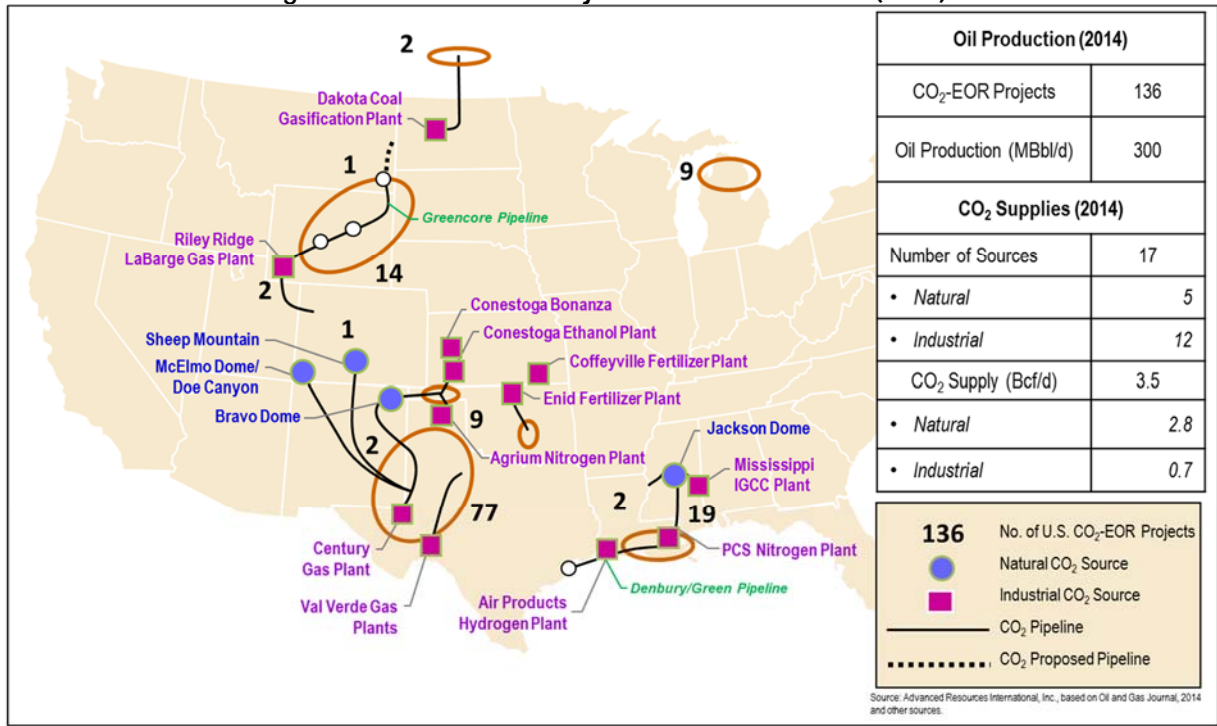 2
Dakota Coal
Gasification Plant
1
9
Greencore Pipeline
Riley Ridge
LaBarge Gas Plant
14
2
Conestoga Bonanza
Sheep Mountain
1
Conestoga Ethanol Plant
McElmo Dome/
Doe Canyon
Coffeyville Fertilizer Plant
Enid Fertilizer Plant
Bravo Dome
9
2
Agrium Nitrogen Plant
Jackson Dome
Mississippi
IGCC Plant
77
2
19
Century
Gas Plant
PCS Nitrogen Plant
Val Verde Gas
Plants
Air Products
Hydrogen Plant
Denbury/Green Pipeline
Oil Production (2014)
CO₂-EOR Projects 136
Oil Production (MBbl/d) 300
CO₂ Supplies (2014)
Number of Sources 17
• Natural 5
• Industrial 12
CO₂ Supply (Bcf/d) 3.5
• Natural 2.8
• Industrial 0.7
136 No. of U.S. CO₂-EOR Projects
Natural CO₂ Source
Industrial CO₂ Source
CO₂ Pipeline
CO₂ Proposed Pipeline
Source: Advanced Resources International, Inc., based on Oil and Gas Journal, 2014
and other sources.